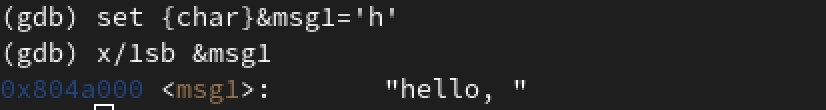 (gdb) set {char}&msg1='h'
(gdb) x/1sb &msg1
0x804a000 <msg1>:        "hello, "